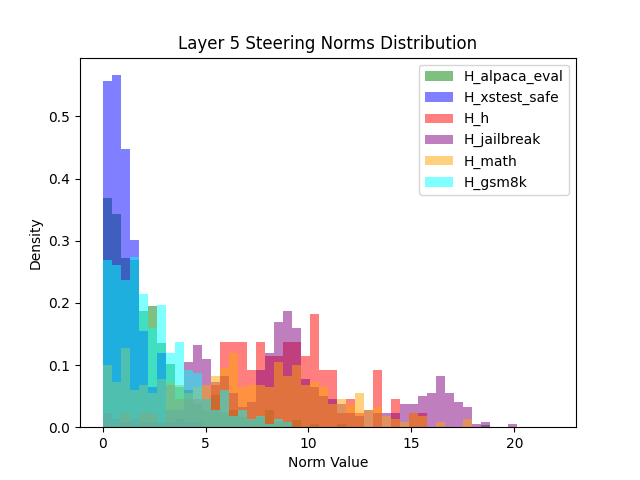 Layer 5 Steering Norms Distribution
H_alpaca_eval
H_xstest_safe
H_h
H_jailbreak
H_math
H_gsm8k
Density
0.5
0.4
0.3
0.2
0.1
0.0
0
5
10
15
20
Norm Value